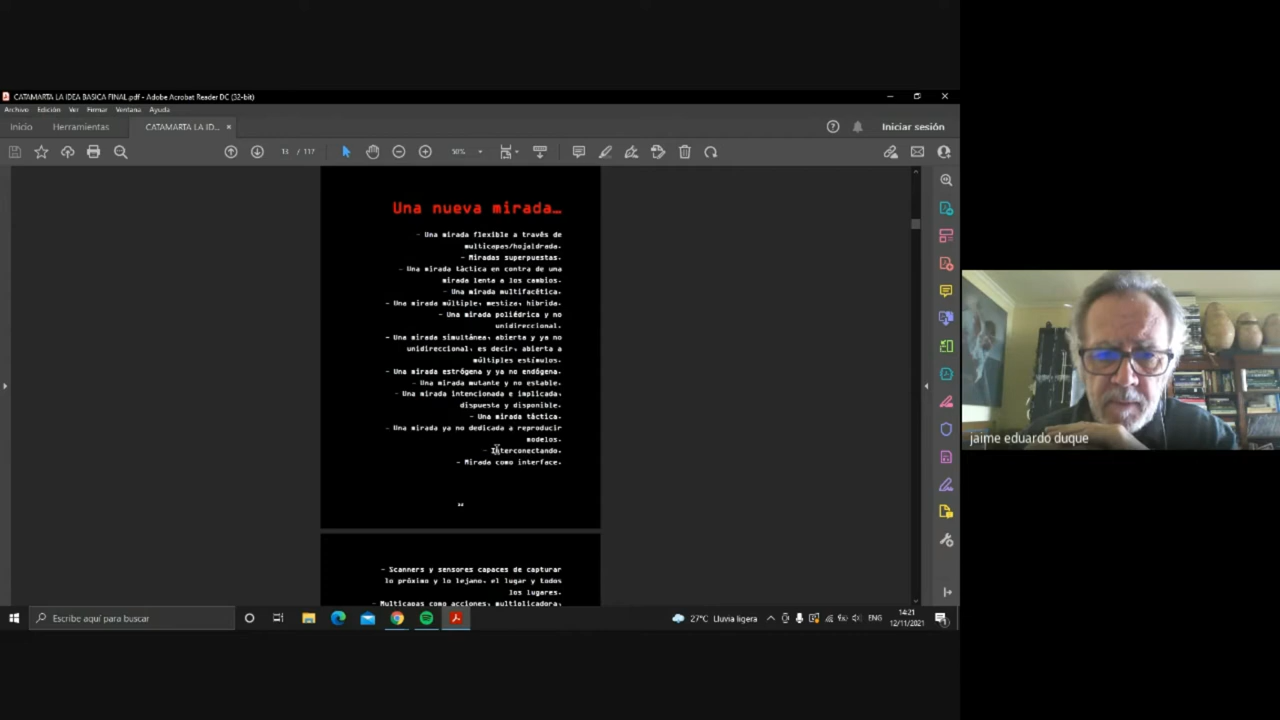 CATAMARTA LA IDEA BASICA FINAL.pdf - Adobe Acrobat Reader DC (32-bit)
Archivo Edición Ver Firmar Ventana Ayuda
Inicio Herramientas CATAMARTA LA ID... × Iniciar sesión
13 / 117 50%
Una nueva mirada…
- Una mirada flexible a través de
multicapas/hojaldrada.
- Miradas superpuestas.
- Una mirada táctica en contra de una
mirada lenta a los cambios.
- Una mirada multifacética.
- Una mirada múltiple, mestiza, híbrida.
- Una mirada poliédrica y no
unidireccional.
- Una mirada simultánea, abierta y ya no
unidireccional, es decir, abierta a
múltiples estímulos.
- Una mirada estrógena y ya no endógena.
- Una mirada mutante y no estable.
- Una mirada intencionada e implicada,
dispuesta y disponible.
- Una mirada táctica.
- Una mirada ya no dedicada a reproducir
modelos.
- Interconectando.
- Mirada como interface.
- Scanners y sensores capaces de capturar
lo próximo y lo lejano, el lugar y todos
los lugares.
- Multicapas como acciones, multiplicadora,
jaime eduardo duque
Escribe aquí para buscar
27°C Lluvia ligera
ENG
14:21
12/11/2021